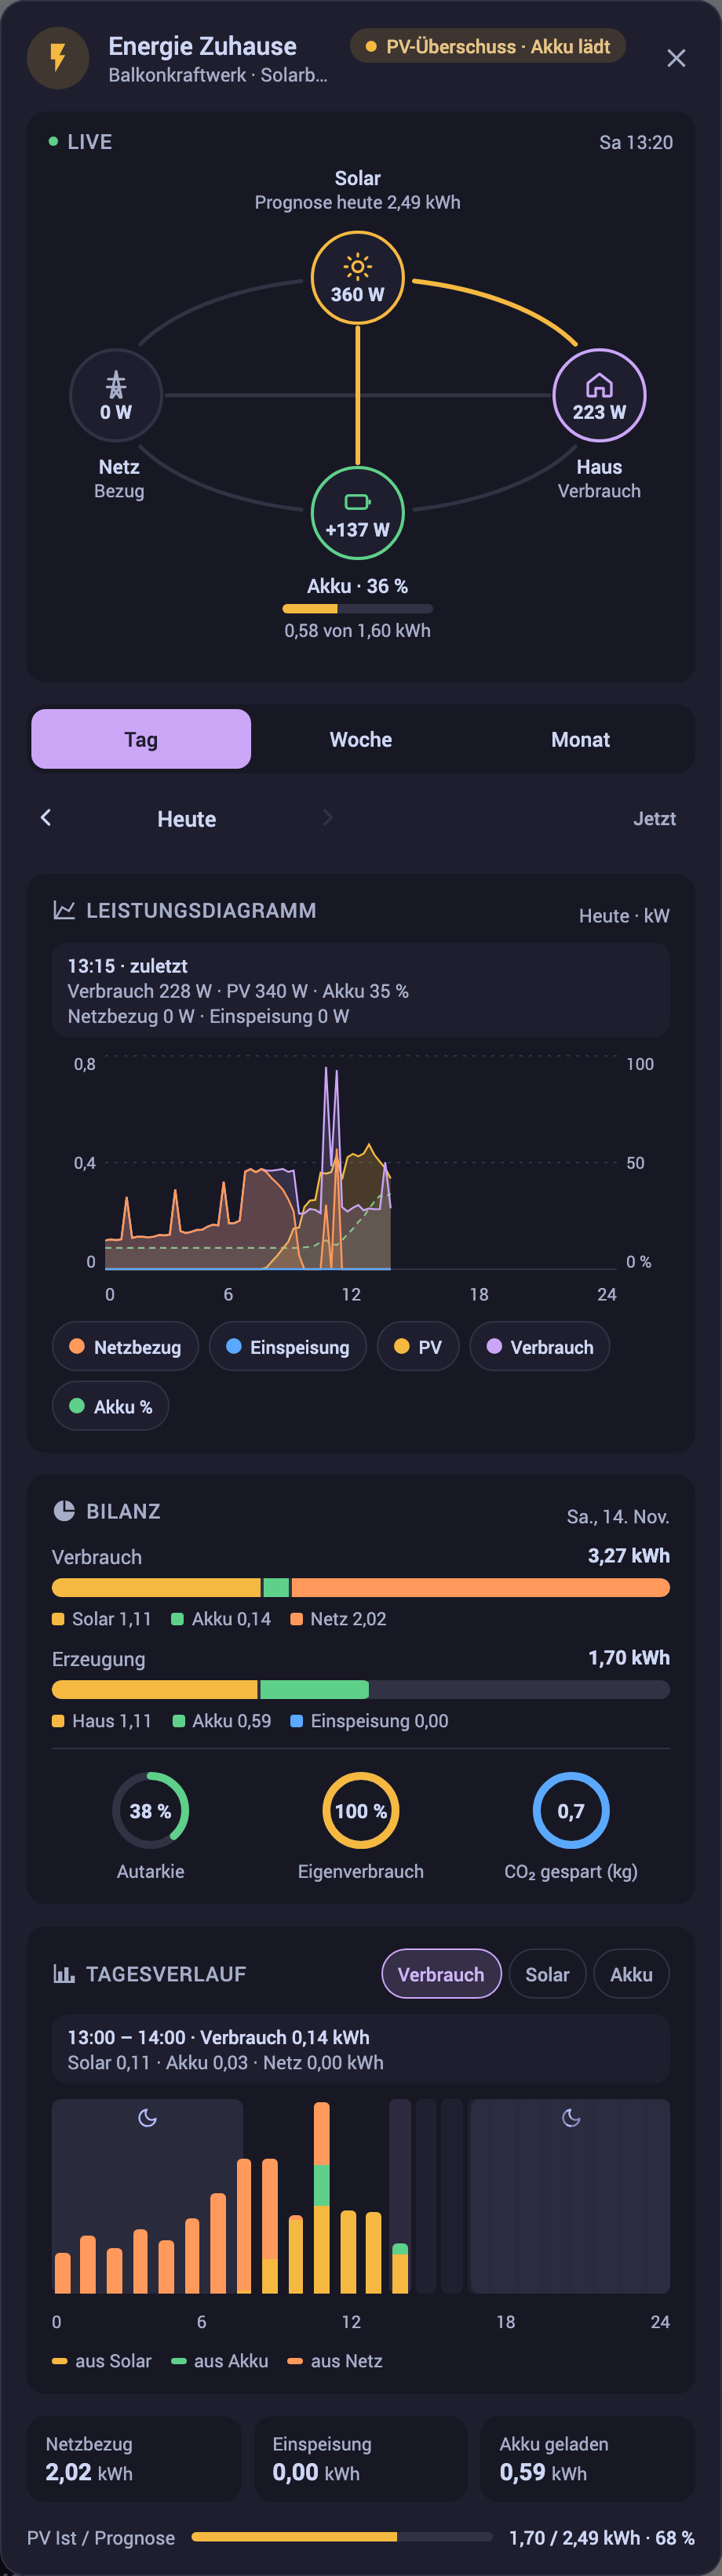 Energie Zuhause
Balkonkraftwerk · Solarb...
PV-Überschuss · Akku lädt
LIVE
Sa 13:20
Solar
Prognose heute 2,49 kWh
360 W
0 W
223 W
Netz
Bezug
Haus
Verbrauch
+137 W
Akku · 36 %
0,58 von 1,60 kWh
Tag
Woche
Monat
Heute
Jetzt
LEISTUNGSDIAGRAMM
Heute · kW
13:15 · zuletzt
Verbrauch 228 W · PV 340 W · Akku 35 %
Netzbezug 0 W · Einspeisung 0 W
0,8
100
0,4
50
0
0 %
0 6 12 18 24
Netzbezug
Einspeisung
PV
Verbrauch
Akku %
BILANZ
Sa., 14. Nov.
Verbrauch
3,27 kWh
Solar 1,11
Akku 0,14
Netz 2,02
Erzeugung
1,70 kWh
Haus 1,11
Akku 0,59
Einspeisung 0,00
38 %
100 %
0,7
Autarkie
Eigenverbrauch
CO₂ gespart (kg)
TAGESVERLAUF
Verbrauch
Solar
Akku
13:00 – 14:00 · Verbrauch 0,14 kWh
Solar 0,11 · Akku 0,03 · Netz 0,00 kWh
0 6 12 18 24
aus Solar
aus Akku
aus Netz
Netzbezug
2,02 kWh
Einspeisung
0,00 kWh
Akku geladen
0,59 kWh
PV Ist / Prognose
1,70 / 2,49 kWh · 68 %